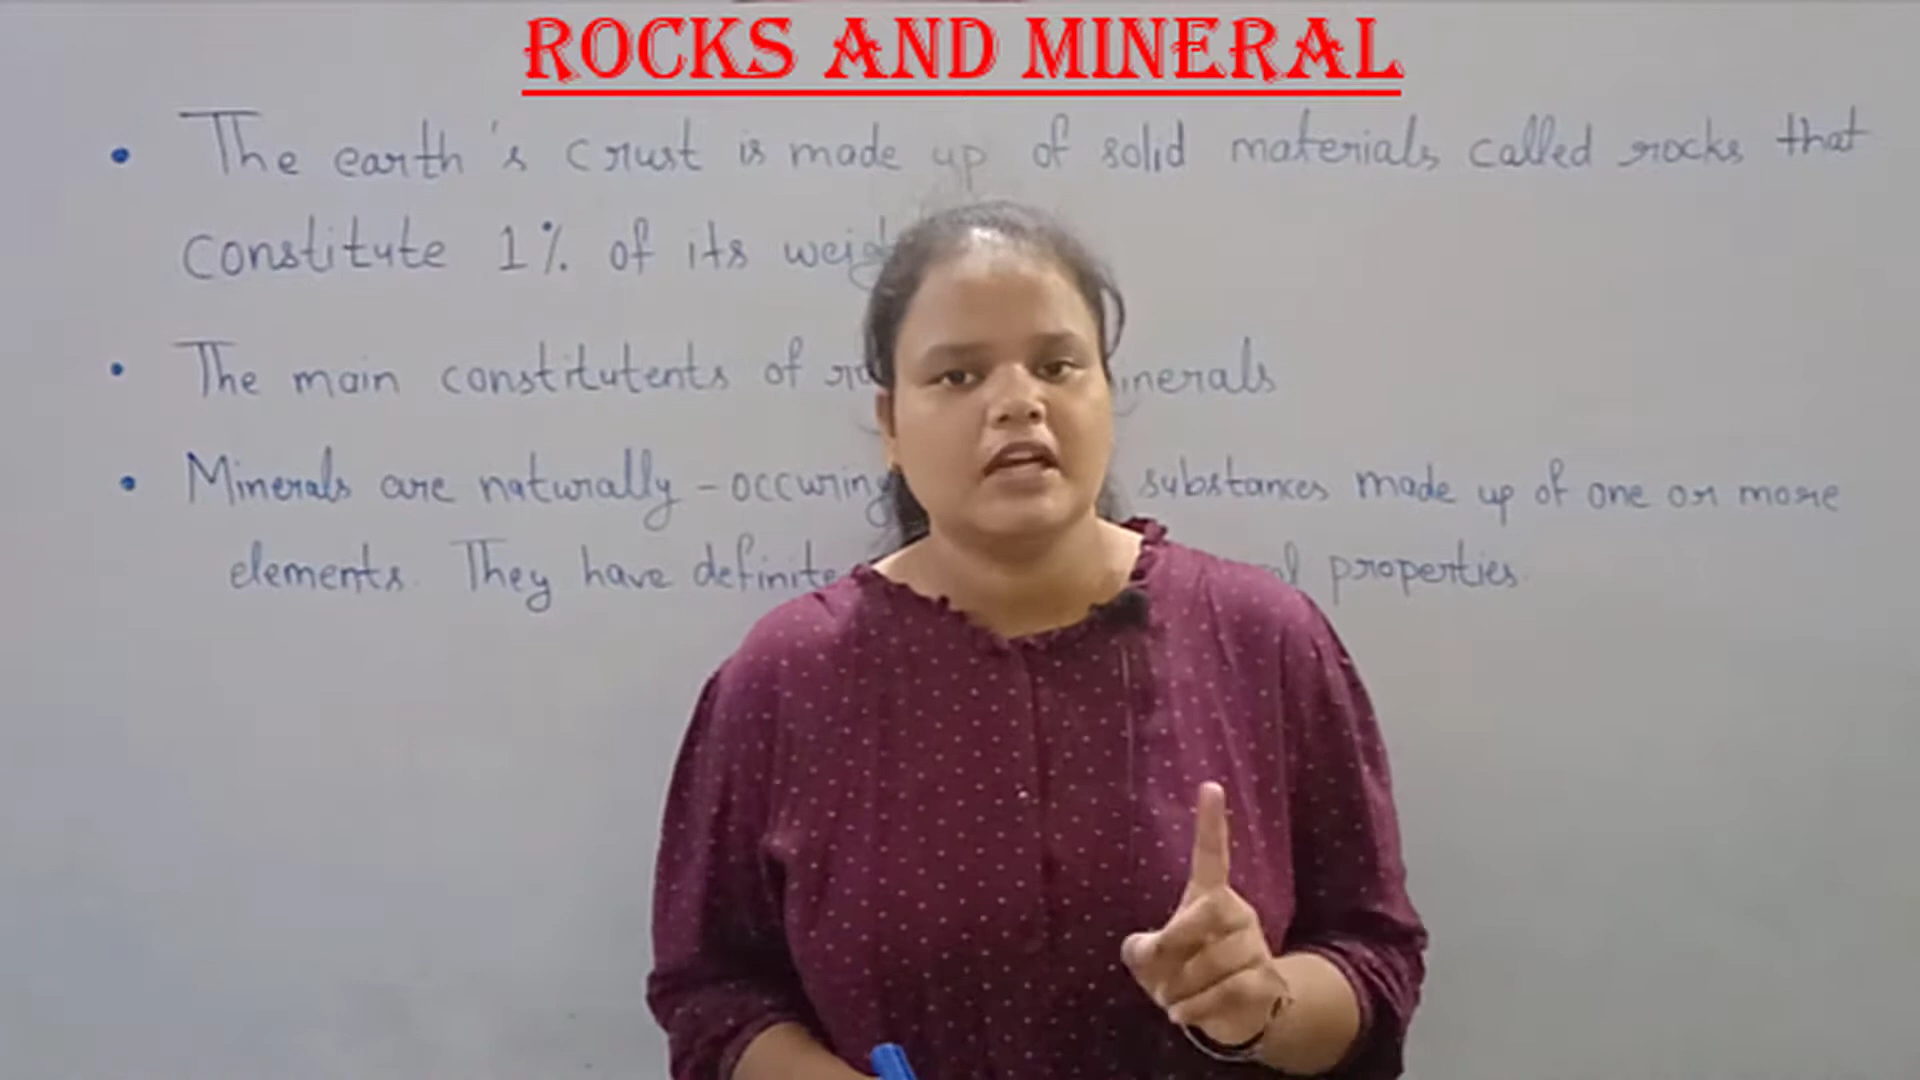 ROCKS AND MINERAL
The earth's crust is made up of solid materials called rocks that
constitute 1% of its
The main constitutents of minerals
Minerals are naturally - occuring substances made up of one or more
elements. They have definite properties.